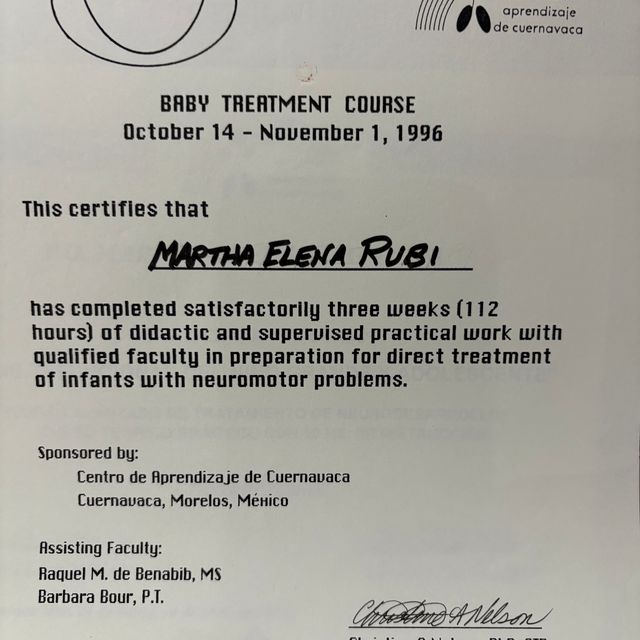 aprendizaje
de cuernavaca
BABY TREATMENT COURSE
October 14 - November 1, 1996
This certifies that
MARTHA ELENA RUBI
has completed satisfactorily three weeks (112
hours) of didactic and supervised practical work with
qualified faculty in preparation for direct treatment
of infants with neuromotor problems.
Sponsored by:
Centro de Aprendizaje de Cuernavaca
Cuernavaca, Morelos, México
Assisting Faculty:
Raquel M. de Benabib, MS
Barbara Bour, P.T.
Christine A Nelson